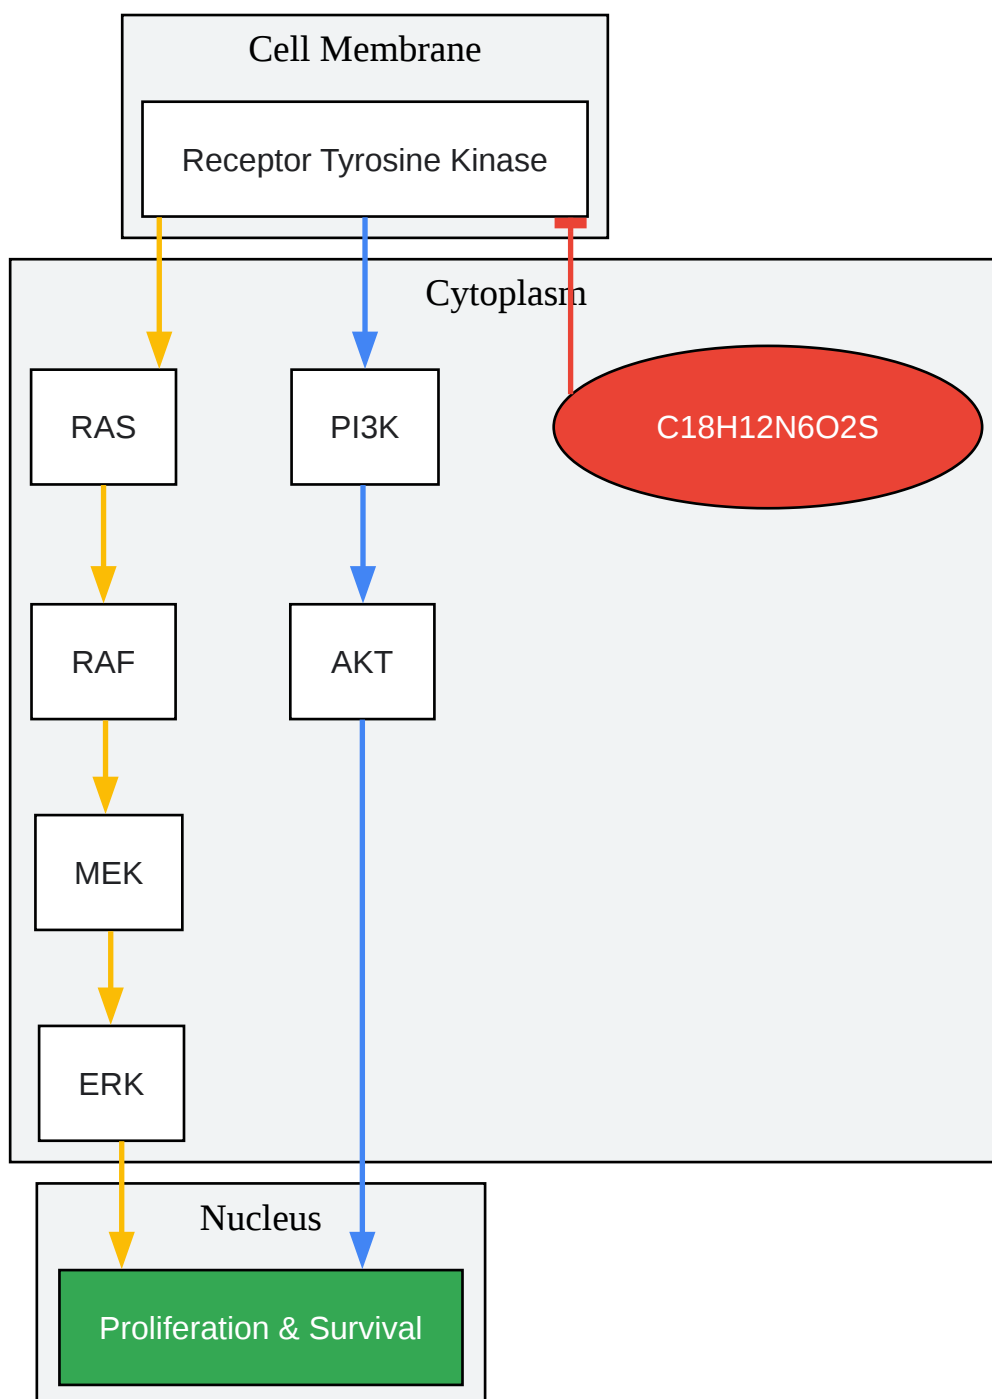 Cell Membrane
Receptor Tyrosine Kinase
Cytoplasm
RAS
PI3K
C18H12N6O2S
RAF
AKT
MEK
ERK
Nucleus
Proliferation & Survival